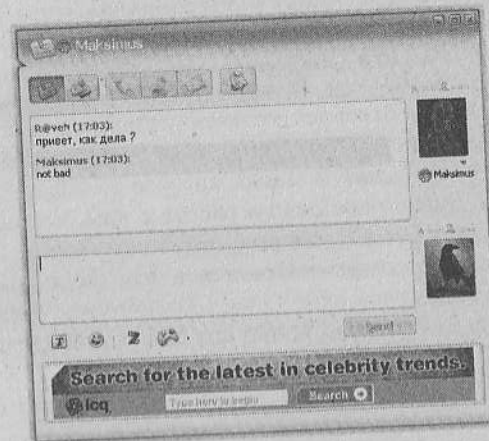 Maksimus
R@veN (17:03):
привет, как дела ?
Maksimus (17:03):
not bad
Maksimus
Send
Search for the latest in celebrity trends.
icq
Type here to begin
Search